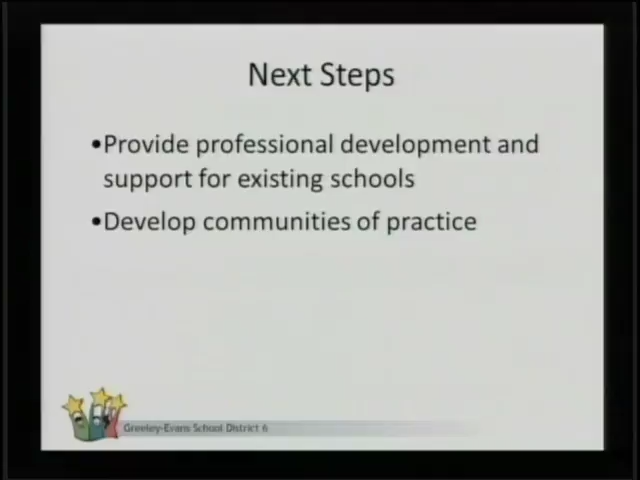 Next Steps
•Provide professional development and
support for existing schools
•Develop communities of practice
Greeley-Evans School District 6